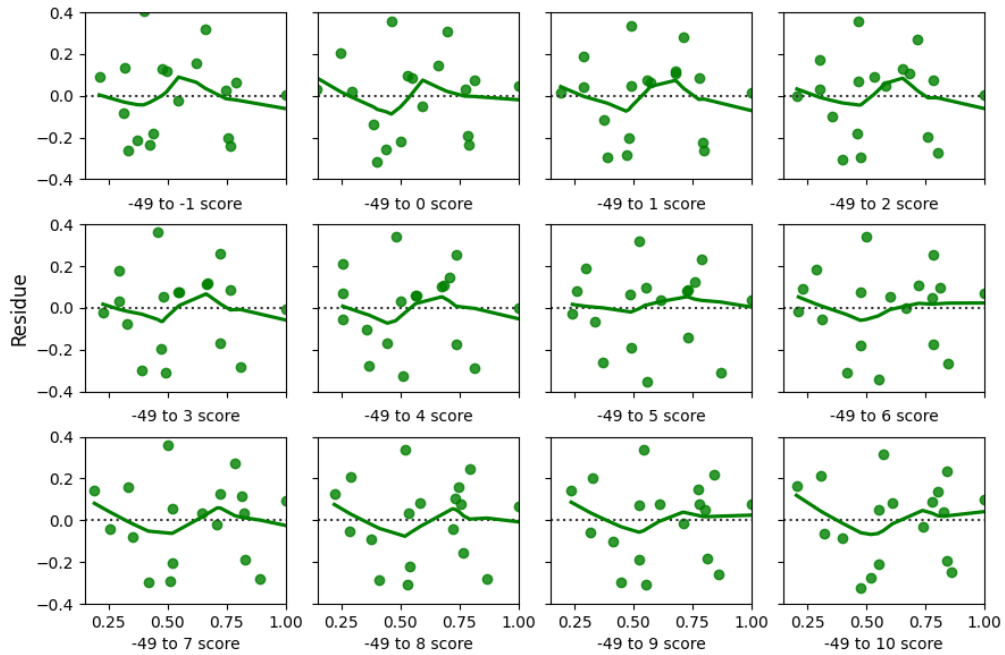 0.4
0.2
0.0
−0.2
−0.4
-49 to -1 score
-49 to 0 score
-49 to 1 score
-49 to 2 score
0.4
0.2
0.0
−0.2
−0.4
Residue
-49 to 3 score
-49 to 4 score
-49 to 5 score
-49 to 6 score
0.4
0.2
0.0
−0.2
−0.4
0.25 0.50 0.75 1.00
0.25 0.50 0.75 1.00
0.25 0.50 0.75 1.00
0.25 0.50 0.75 1.00
-49 to 7 score
-49 to 8 score
-49 to 9 score
-49 to 10 score